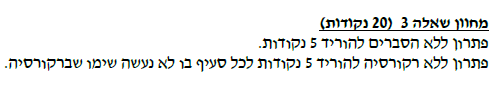 מחוון שאלה 3 (20 נקודות)
פתרון ללא הסברים להוריד 5 נקודות.
פתרון ללא רקורסיה להוריד 5 נקודות לכל סעיף בו לא נעשה שימו שברקורסיה.